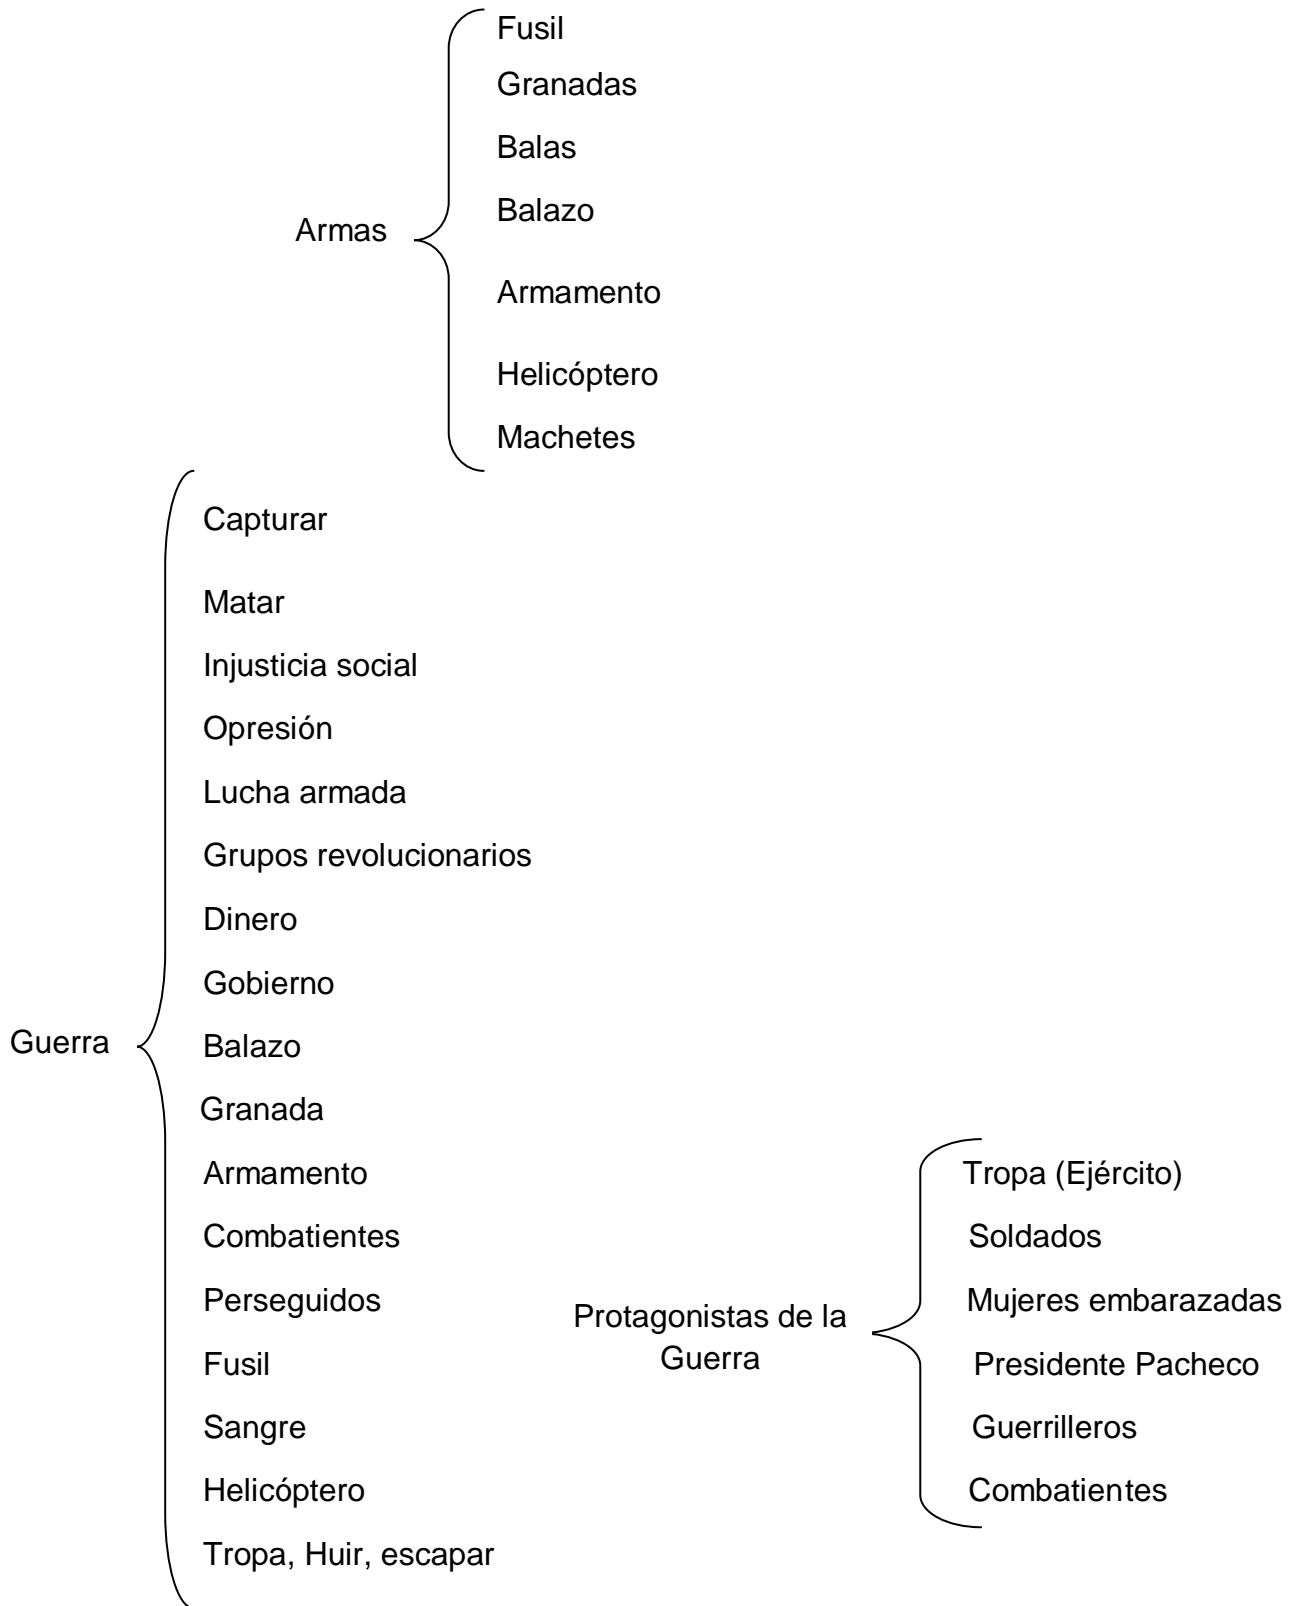 Armas
Fusil
Granadas
Balas
Balazo
Armamento
Helicóptero
Machetes
Guerra
Capturar
Matar
Injusticia social
Opresión
Lucha armada
Grupos revolucionarios
Dinero
Gobierno
Balazo
Granada
Armamento
Combatientes
Perseguidos
Fusil
Sangre
Helicóptero
Tropa, Huir, escapar
Protagonistas de la
Guerra
Tropa (Ejército)
Soldados
Mujeres embarazadas
Presidente Pacheco
Guerrilleros
Combatientes